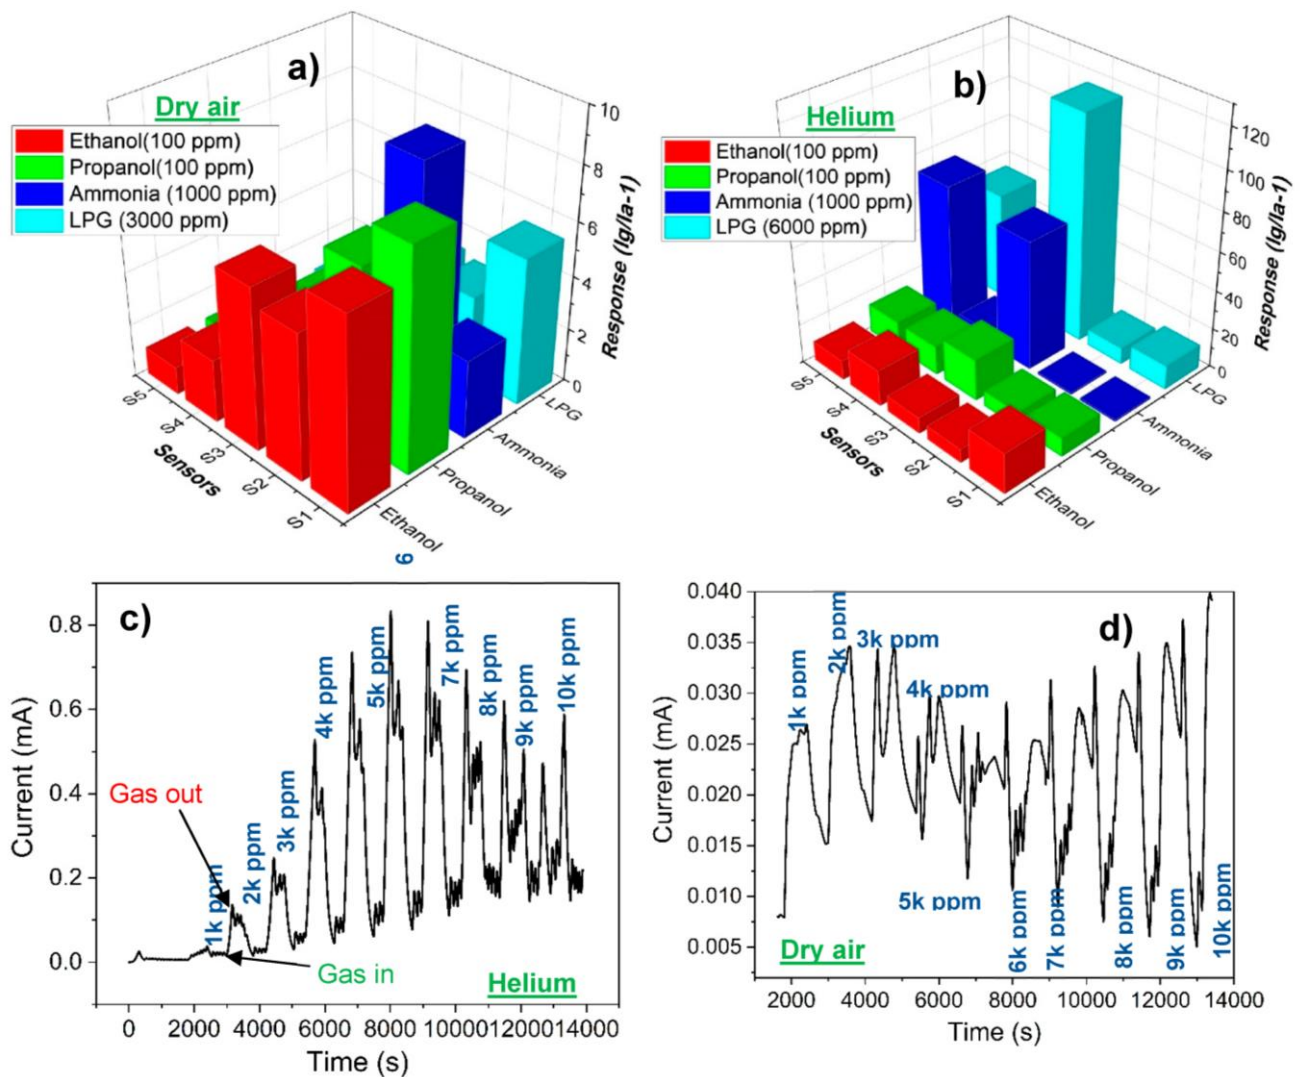 a)
Dry air
Ethanol(100 ppm)
Propanol(100 ppm)
Ammonia (1000 ppm)
LPG (3000 ppm)
10
8
6
4
2
0
Response (Ig/Ia-1)
S5
S4
S3
S2
S1
Sensors
LPG
Ammonia
Propanol
Ethanol
b)
Helium
Ethanol(100 ppm)
Propanol(100 ppm)
Ammonia (1000 ppm)
LPG (6000 ppm)
120
100
80
60
40
20
0
Response (Ig/Ia-1)
S5
S4
S3
S2
S1
Sensors
LPG
Ammonia
Propanol
Ethanol
6
c)
0.8
0.6
0.4
0.2
0.0
Current (mA)
Gas out
Gas in
1k ppm
2k ppm
3k ppm
4k ppm
5k ppm
7k ppm
8k ppm
9k ppm
10k ppm
Helium
0 2000 4000 6000 8000 10000 12000 14000
Time (s)
d)
0.040
0.035
0.030
0.025
0.020
0.015
0.010
0.005
Current (mA)
1k ppm
2k ppm
3k ppm
4k ppm
5k ppm
6k ppm
7k ppm
8k ppm
9k ppm
10k ppm
Dry air
2000 4000 6000 8000 10000 12000 14000
Time (s)